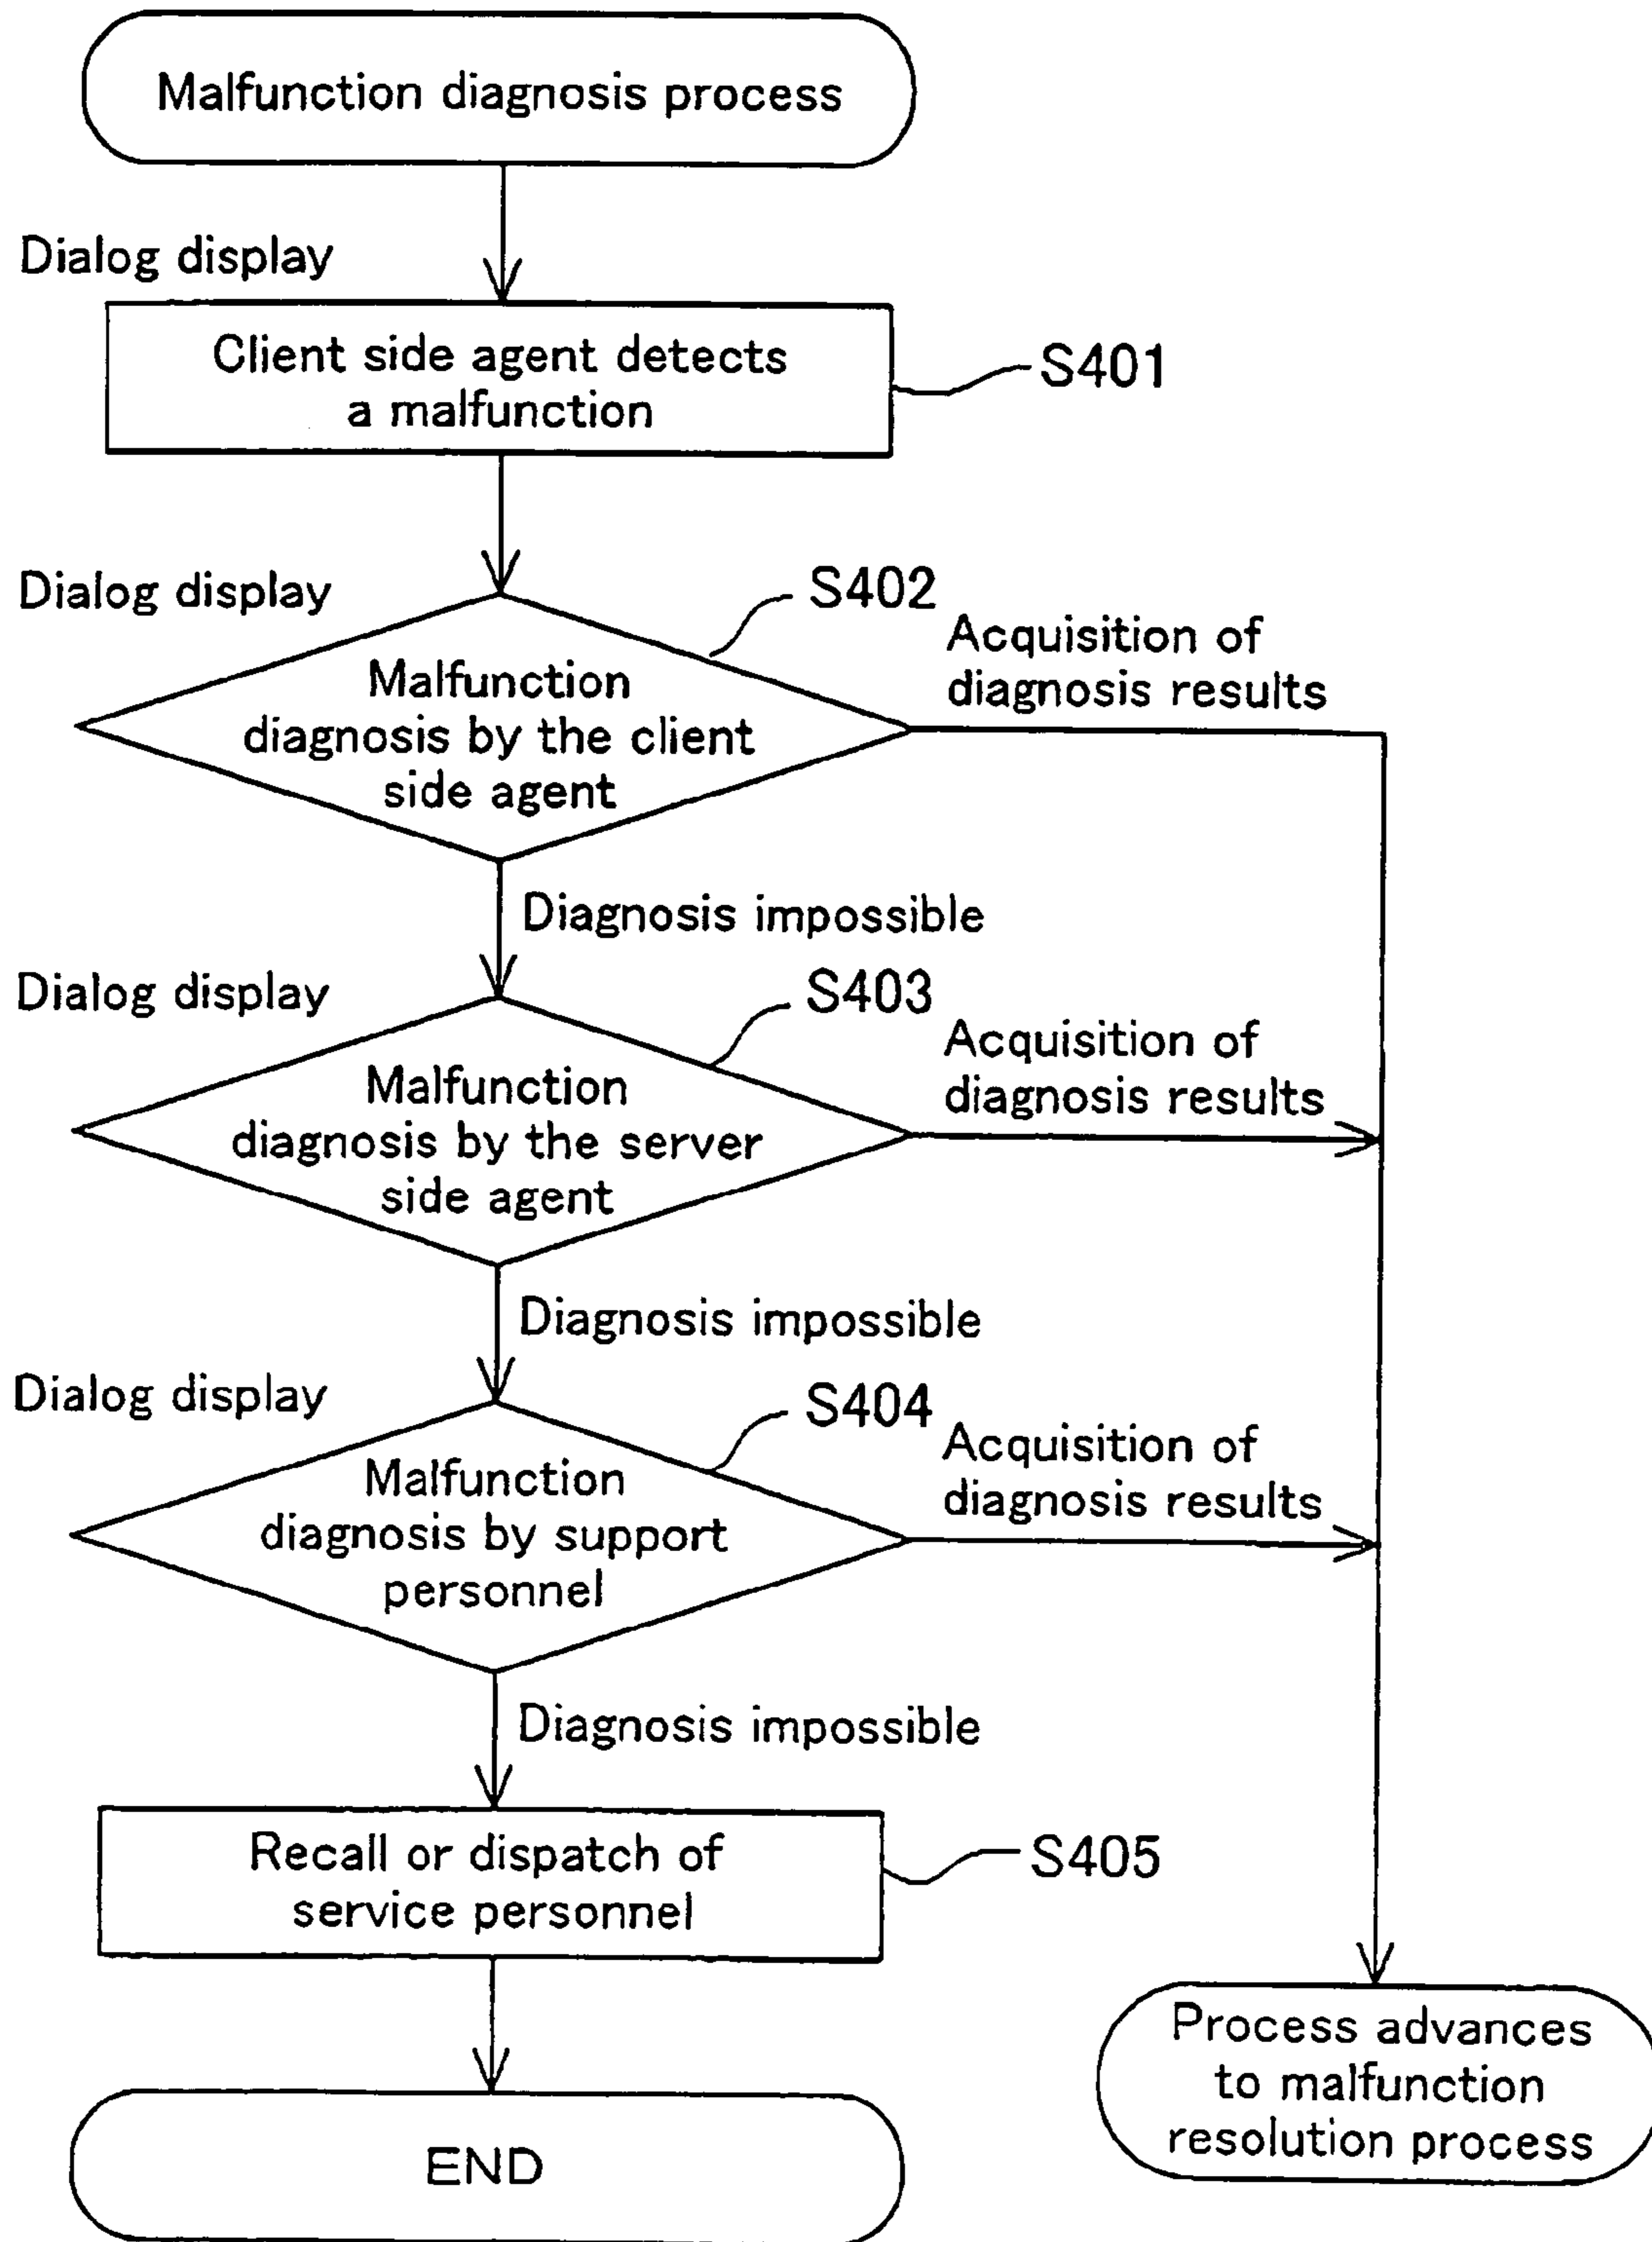 Malfunction diagnosis process
Dialog display
Client side agent detects
a malfunction
S401
Dialog display
S402
Malfunction
diagnosis by the client
side agent
Acquisition of
diagnosis results
Diagnosis impossible
Dialog display
S403
Malfunction
diagnosis by the server
side agent
Acquisition of
diagnosis results
Diagnosis impossible
Dialog display
S404
Malfunction
diagnosis by support
personnel
Acquisition of
diagnosis results
Diagnosis impossible
Recall or dispatch of
service personnel
S405
Process advances
to malfunction
resolution process
END